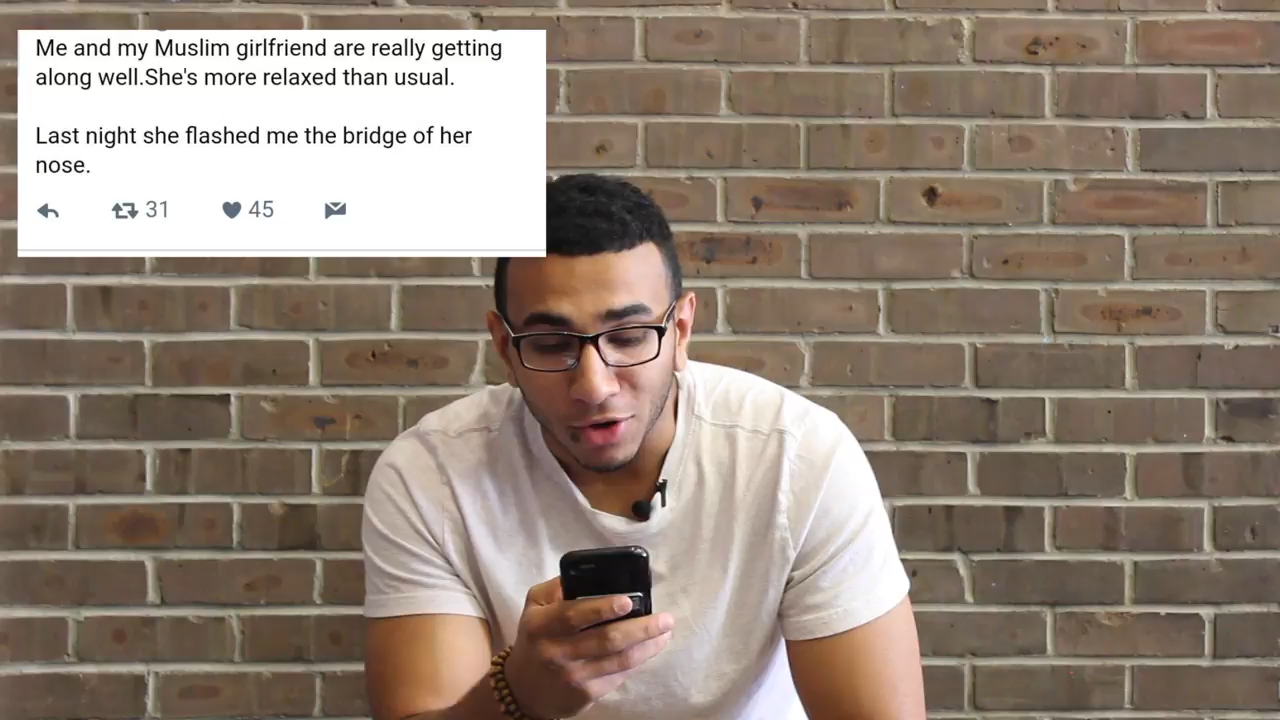 Me and my Muslim girlfriend are really getting
along well.She's more relaxed than usual.
Last night she flashed me the bridge of her
nose.
31 45